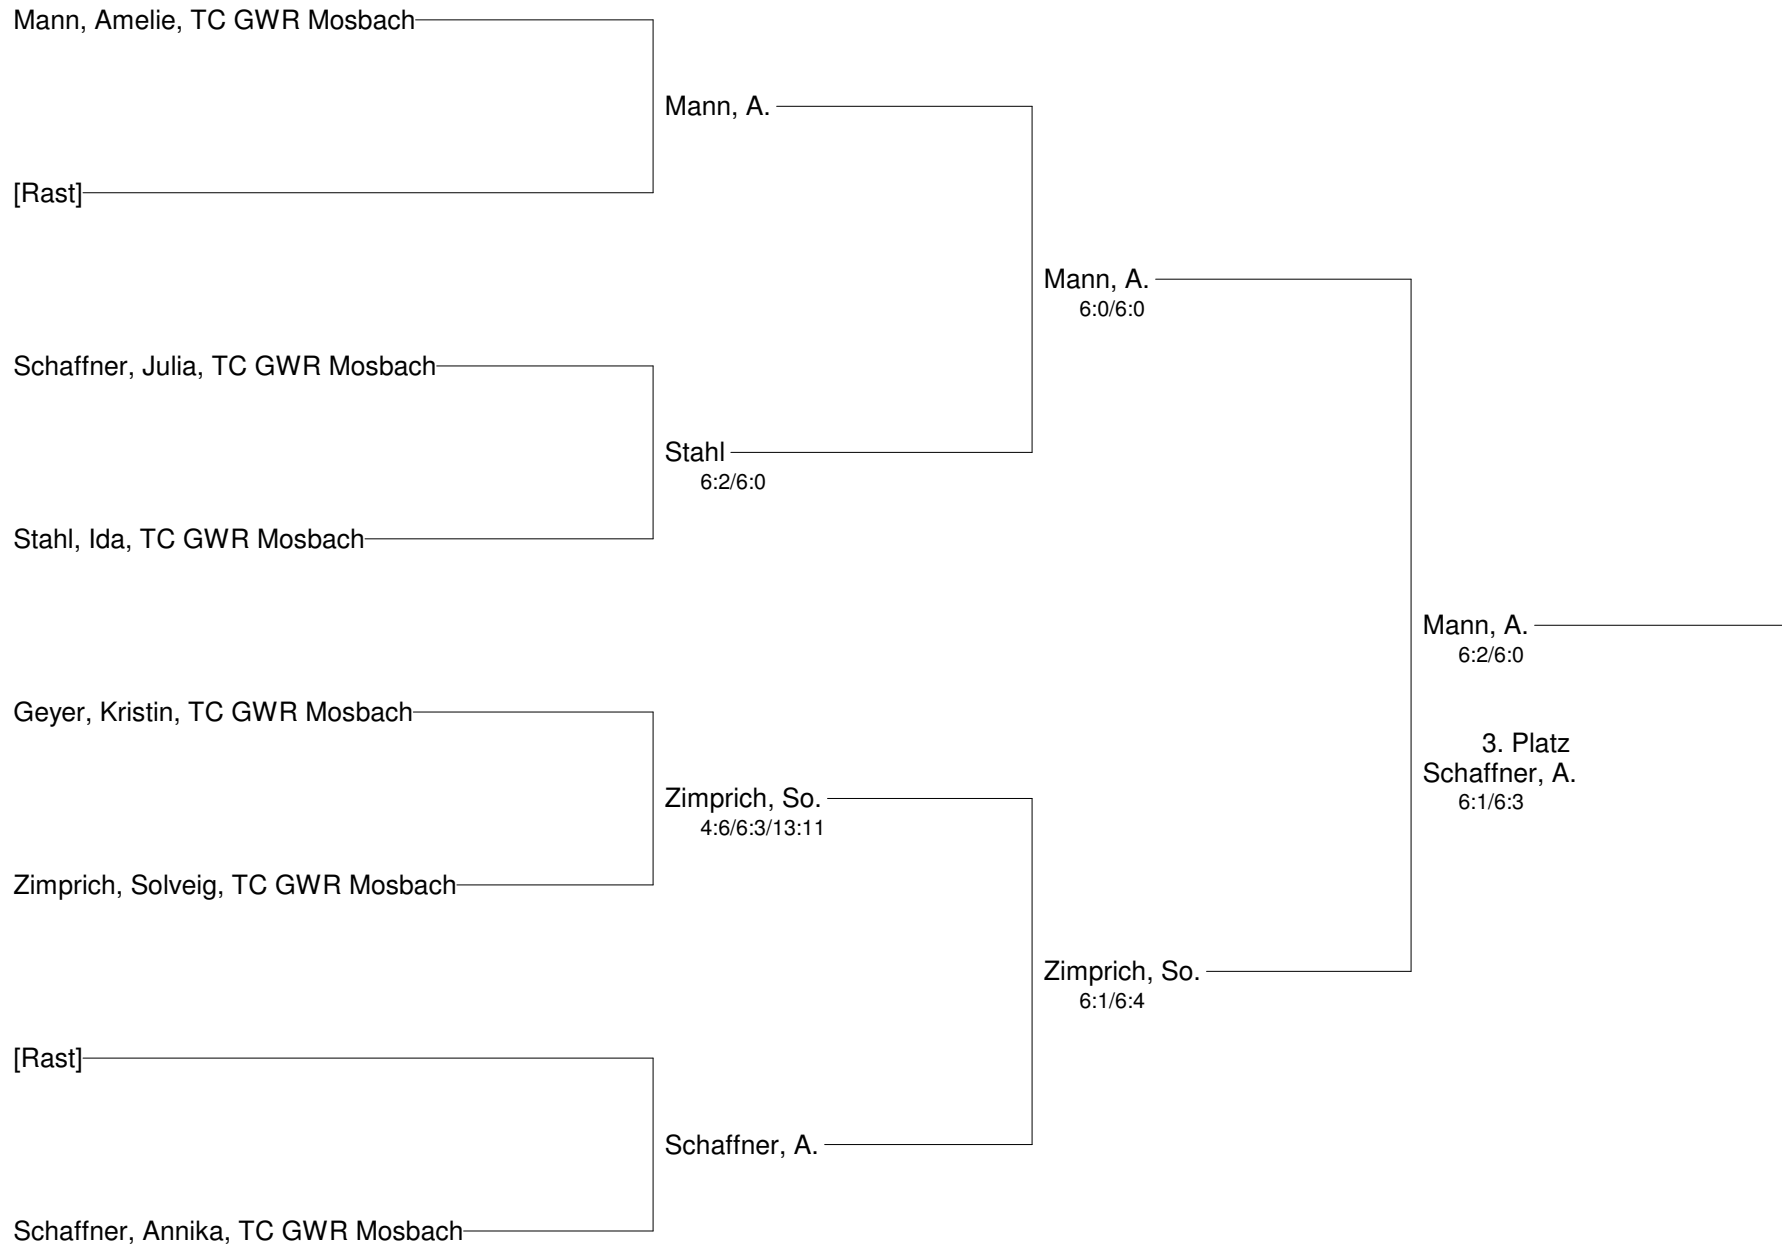 Mann, Amelie, TC GWR Mosbach
Mann, A.
[Rast]
Mann, A.
6:0/6:0
Schaffner, Julia, TC GWR Mosbach
Stahl
6:2/6:0
Stahl, Ida, TC GWR Mosbach
Mann, A.
6:2/6:0
Geyer, Kristin, TC GWR Mosbach
3. Platz
Schaffner, A.
6:1/6:3
Zimprich, So.
4:6/6:3/13:11
Zimprich, Solveig, TC GWR Mosbach
Zimprich, So.
6:1/6:4
[Rast]
Schaffner, A.
Schaffner, Annika, TC GWR Mosbach